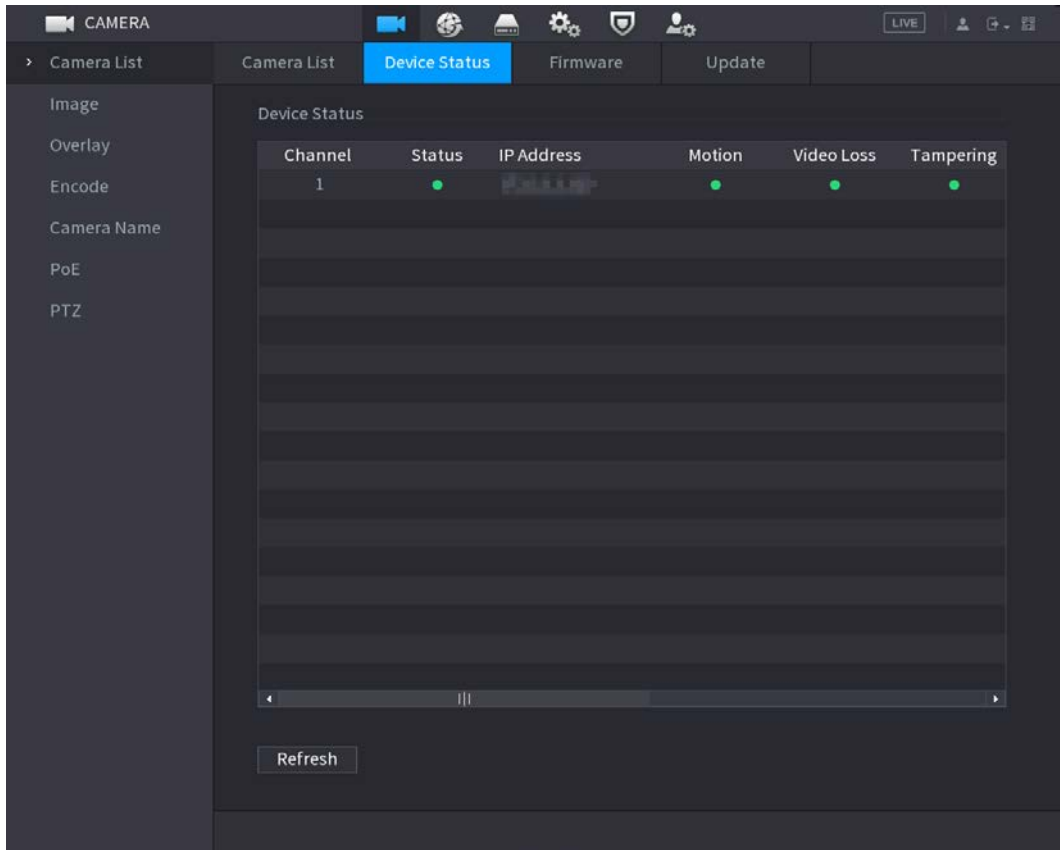 CAMERA LIVE
Camera List Camera List Device Status Firmware Update
Image
Device Status
Overlay
Channel Status IP Address Motion Video Loss Tampering
1
Encode
Camera Name
PoE
PTZ
Refresh